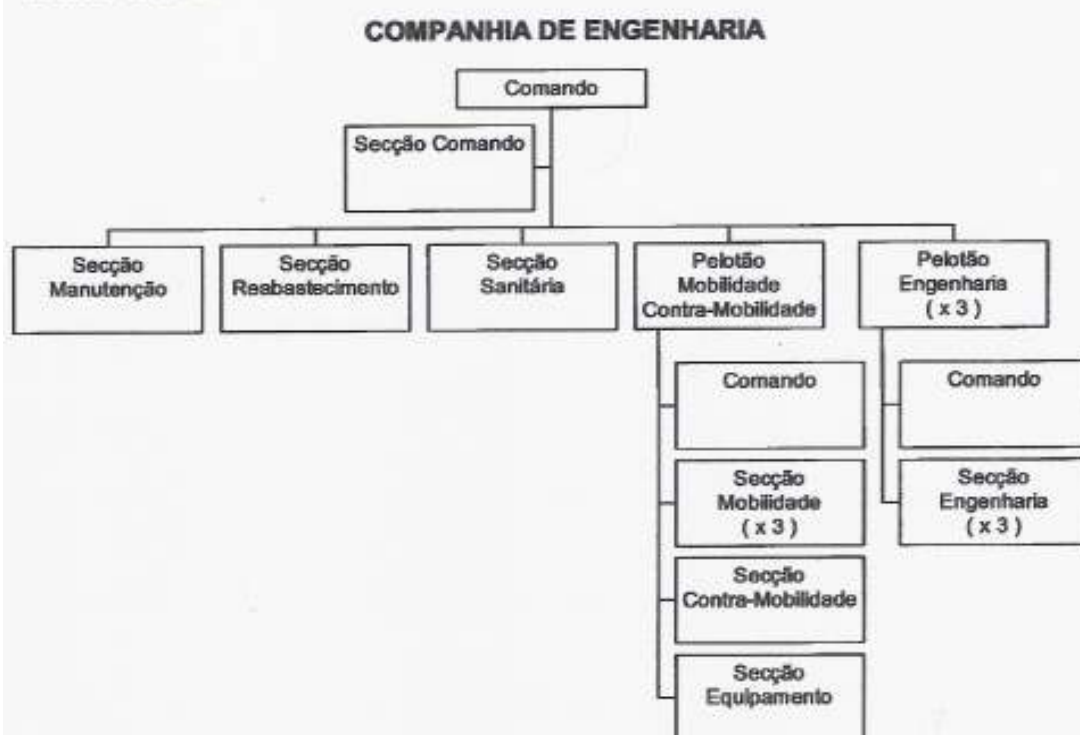 COMPANHIA DE ENGENHARIA
Comando
Secção Comando
Secção
Manutenção
Secção
Reabastecimento
Secção
Sanitária
Pelotão
Mobilidade
Contra-Mobilidade
Pelotão
Engenharia
( x 3 )
Comando
Secção
Mobilidade
( x 3 )
Secção
Contra-Mobilidade
Secção
Equipamento
Comando
Secção
Engenharia
( x 3 )